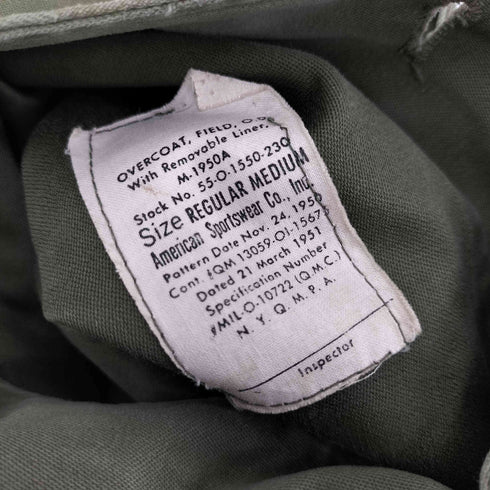 OVERCOAT, FIELD, O.D.
With Removable Liner,
M-1950A
Stock No. 55-O-1550-230
Size REGULAR MEDIUM
American Sportswear Co., Inc.
Pattern Date Nov. 24, 1950
Cont. #QM 13059-OI-1567
Dated 21 March 1951
Specification Number
#MIL-O-10722 (Q.M.C.)
N. Y. Q. M. P. A.
Inspector